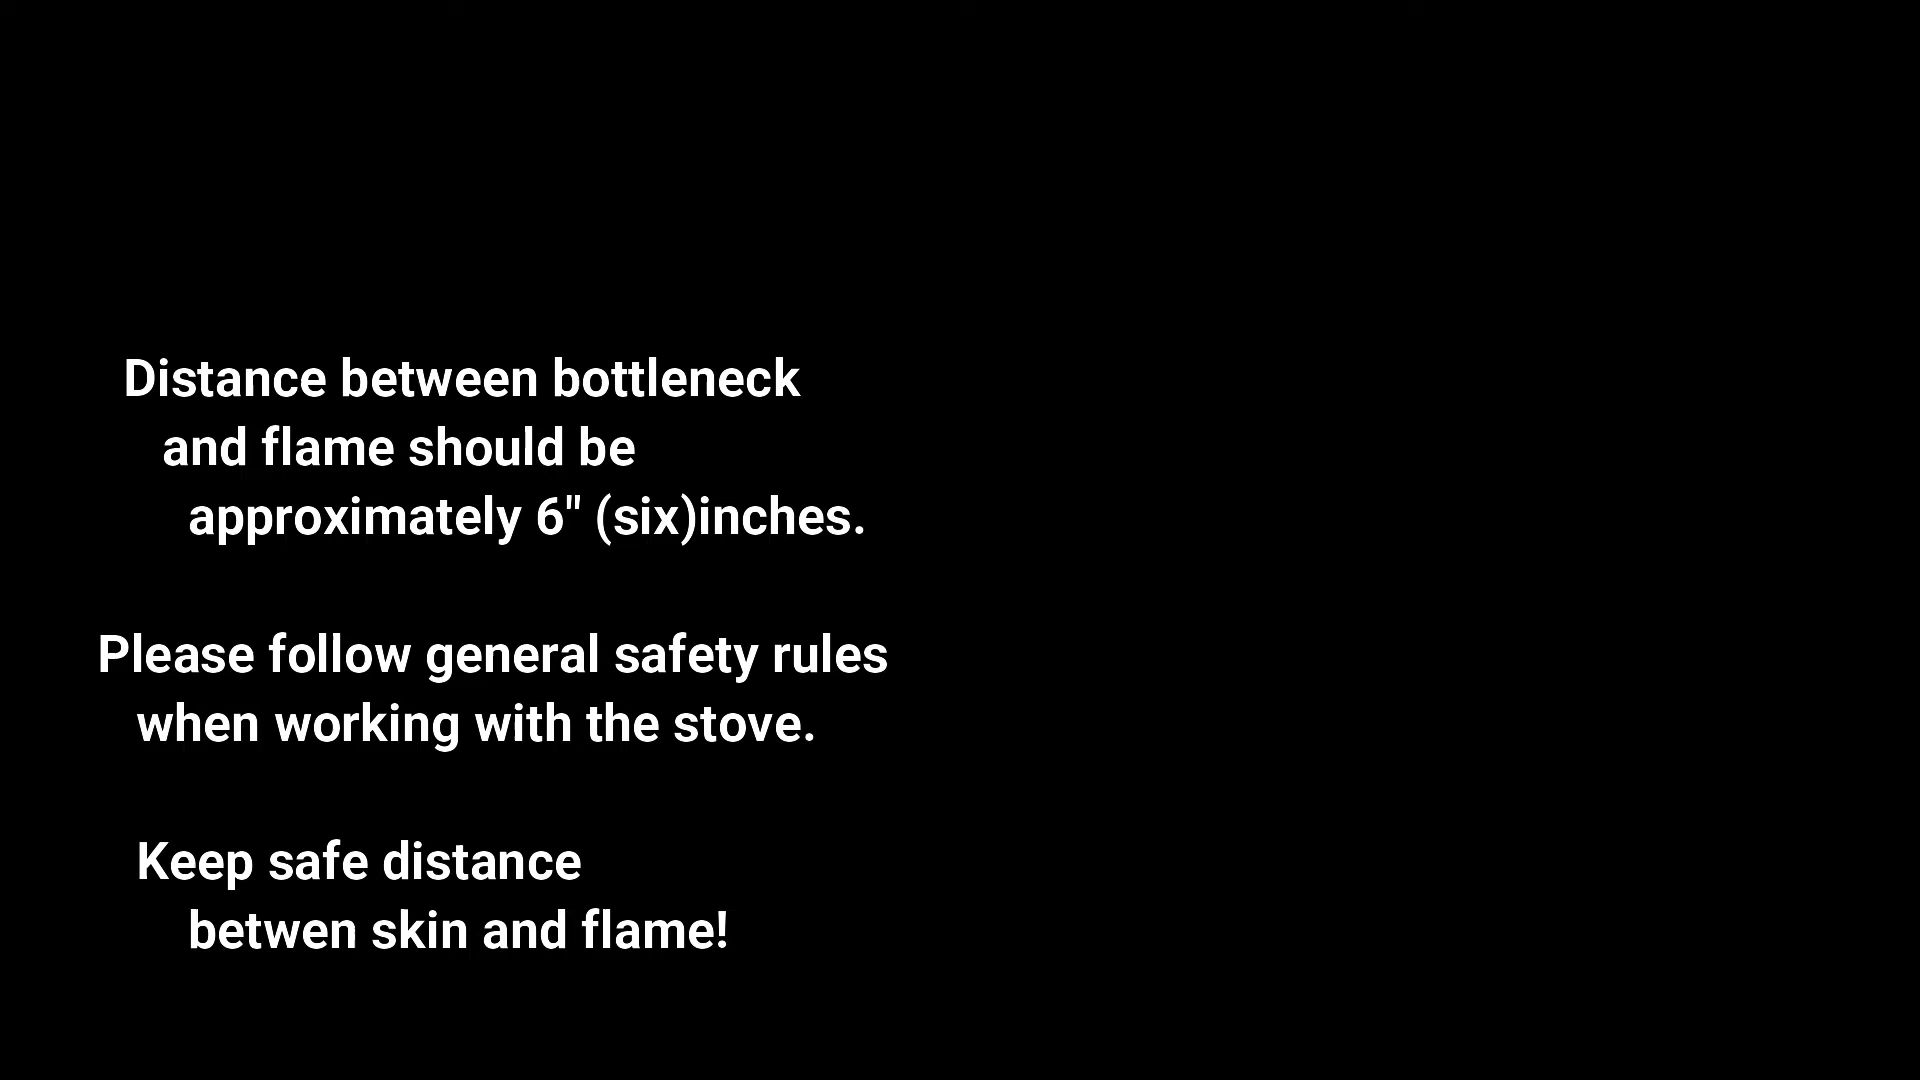 Distance between bottleneck
and flame should be
approximately 6" (six)inches.
Please follow general safety rules
when working with the stove.
Keep safe distance
betwen skin and flame!